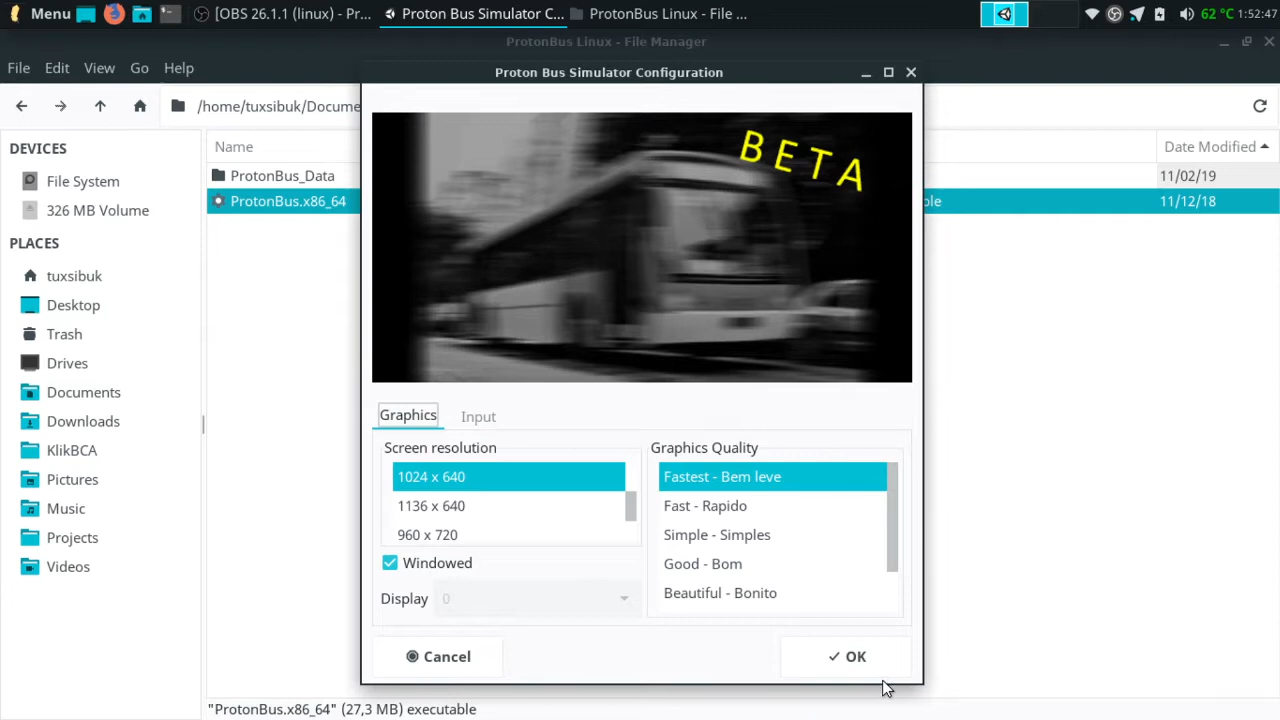 Menu
[OBS 26.1.1 (linux) - Pr...
Proton Bus Simulator C...
ProtonBus Linux - File ...
62 °C
1:52:47
ProtonBus Linux - File Manager
File
Edit
View
Go
Help
/home/tuxsibuk/Docume
DEVICES
File System
326 MB Volume
PLACES
tuxsibuk
Desktop
Trash
Drives
Documents
Downloads
KlikBCA
Pictures
Music
Projects
Videos
Name
Date Modified
ProtonBus_Data
11/02/19
ProtonBus.x86_64
ble
11/12/18
Proton Bus Simulator Configuration
BETA
Graphics
Input
Screen resolution
1024 x 640
1136 x 640
960 x 720
Windowed
Display
0
Graphics Quality
Fastest - Bem leve
Fast - Rapido
Simple - Simples
Good - Bom
Beautiful - Bonito
Cancel
OK
"ProtonBus.x86_64" (27,3 MB) executable